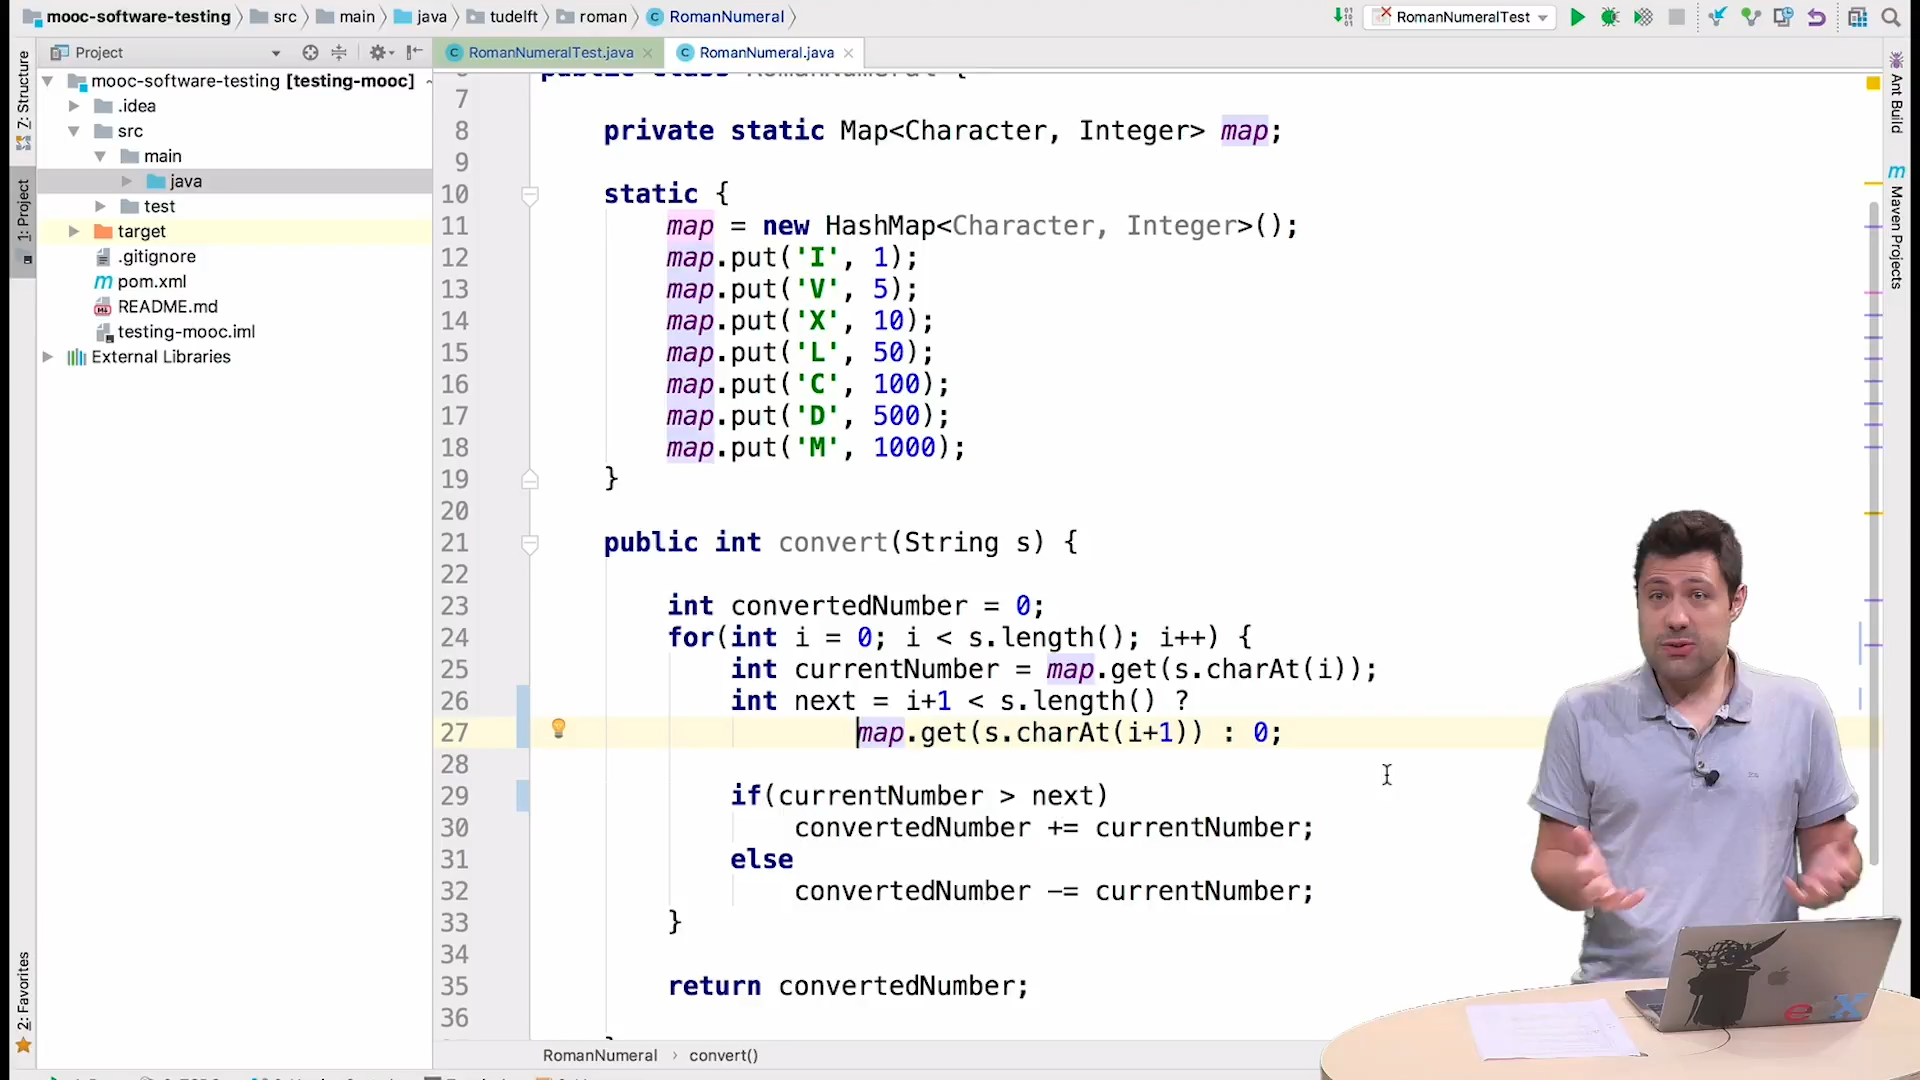 mooc-software-testing src main java tudelft roman RomanNumeral
RomanNumeralTest
Project
RomanNumeralTest.java
RomanNumeral.java
Z: Structure
1: Project
2: Favorites
Ant Build
Maven Projects
mooc-software-testing [testing-mooc]
.idea
src
main
java
test
target
.gitignore
pom.xml
README.md
testing-mooc.iml
External Libraries
7
8 private static Map<Character, Integer> map;
9
10 static {
11 map = new HashMap<Character, Integer>();
12 map.put('I', 1);
13 map.put('V', 5);
14 map.put('X', 10);
15 map.put('L', 50);
16 map.put('C', 100);
17 map.put('D', 500);
18 map.put('M', 1000);
19 }
20
21 public int convert(String s) {
22
23 int convertedNumber = 0;
24 for(int i = 0; i < s.length(); i++) {
25 int currentNumber = map.get(s.charAt(i));
26 int next = i+1 < s.length() ?
27 map.get(s.charAt(i+1)) : 0;
28
29 if(currentNumber > next)
30 convertedNumber += currentNumber;
31 else
32 convertedNumber -= currentNumber;
33 }
34
35 return convertedNumber;
36
RomanNumeral › convert()
e X